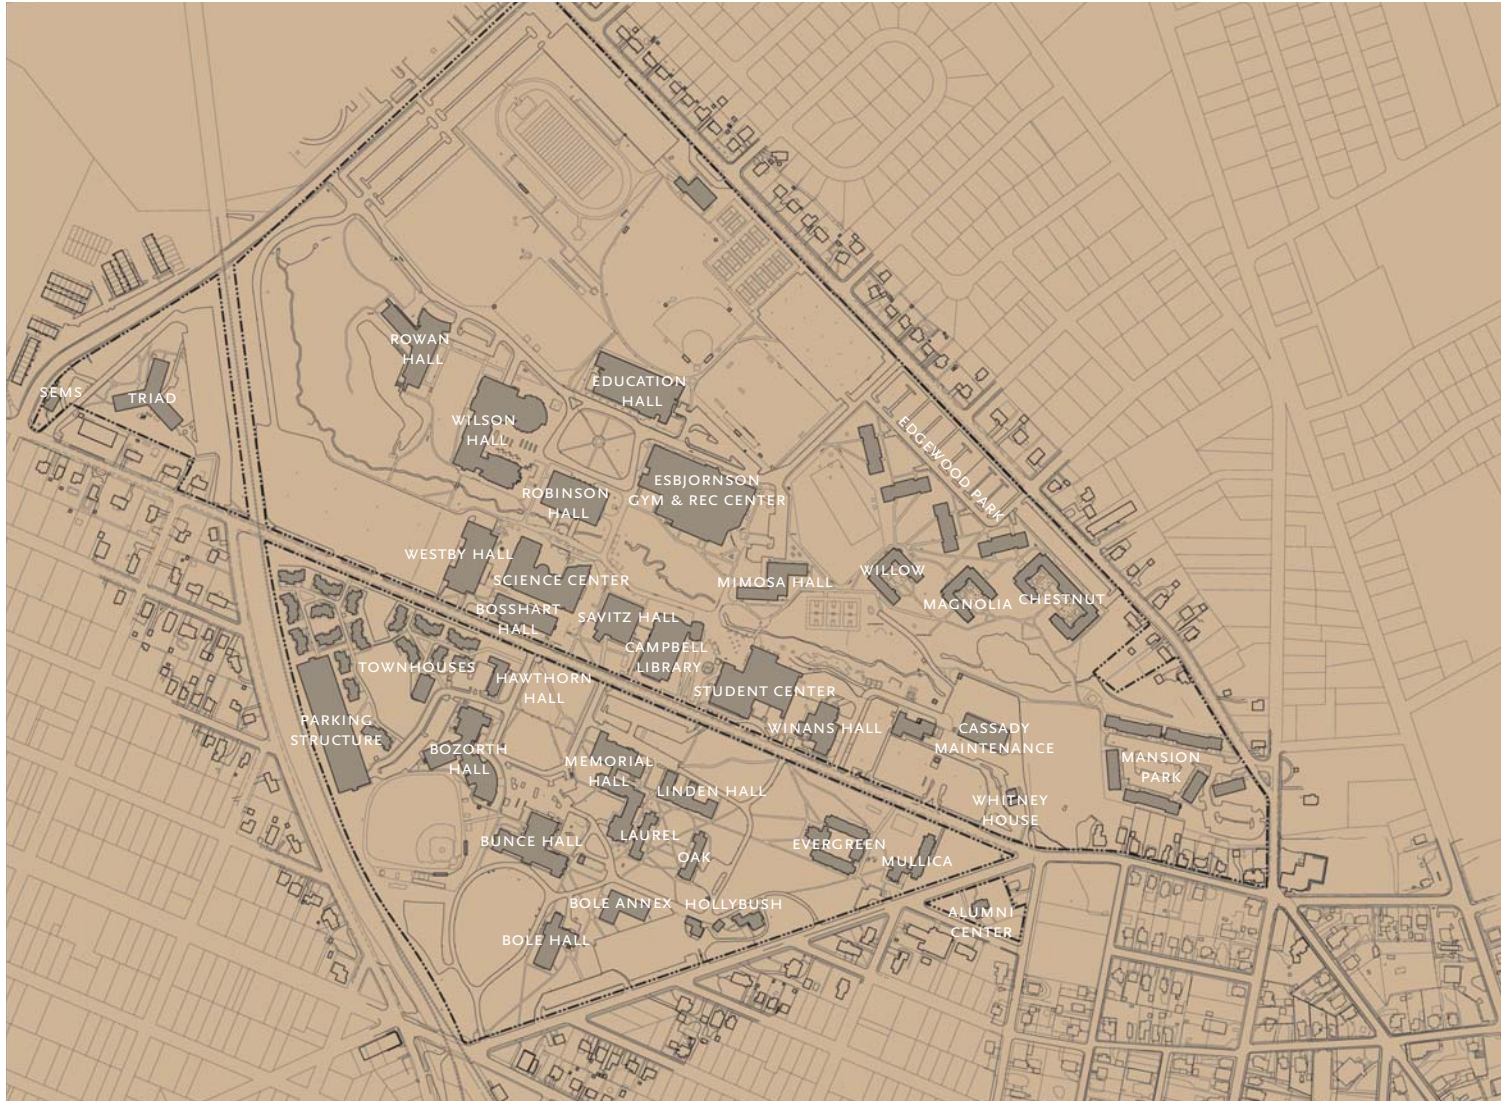 ROWAN
HALL
EDUCATION
HALL
SEMS
TRIAD
WILSON
HALL
EDGEWOOD PARK
ESBJORNSON
GYM & REC CENTER
ROBINSON
HALL
WESTBY HALL
SCIENCE CENTER
MIMOSA HALL
WILLOW
MAGNOLIA
CHESTNUT
BOSSHART
HALL
SAVITZ HALL
CAMPBELL
LIBRARY
TOWNHOUSES
HAWTHORN
HALL
STUDENT CENTER
PARKING
STRUCTURE
WINANS HALL
CASSADY
MAINTENANCE
BOZORTH
HALL
MEMORIAL
HALL
MANSION
PARK
LINDEN HALL
WHITNEY
HOUSE
BUNCE HALL
LAUREL
OAK
EVERGREEN
MULLICA
BOLE ANNEX
HOLLYBUSH
ALUMNI
CENTER
BOLE HALL